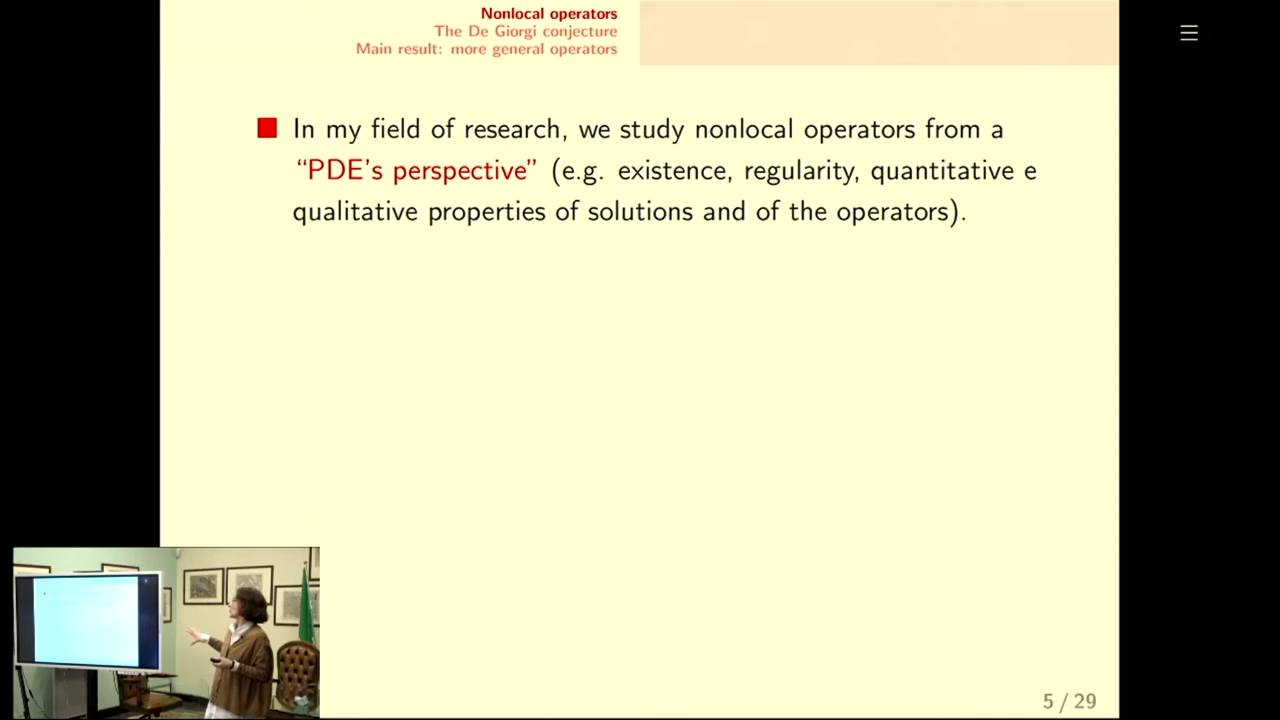 Nonlocal operators
The De Giorgi conjecture
Main result: more general operators
In my field of research, we study nonlocal operators from a
“PDE’s perspective” (e.g. existence, regularity, quantitative e
qualitative properties of solutions and of the operators).
5 / 29